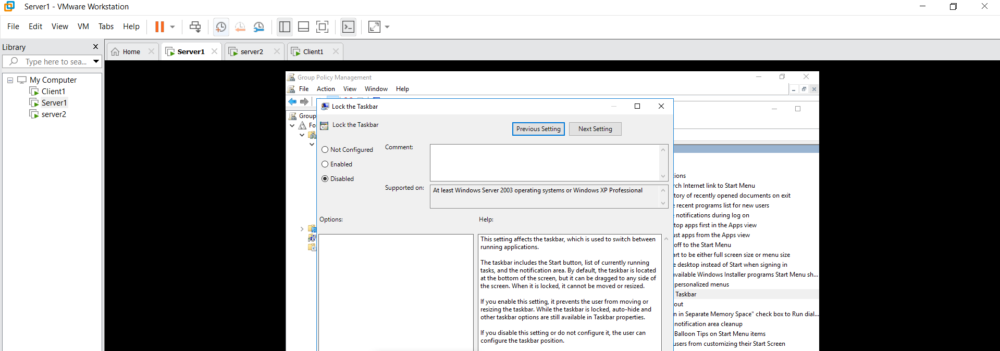 Server1 - VMware Workstation
File Edit View VM Tabs Help
Library
Type here to sea...
My Computer
Client1
Server1
server2
Home
Server1
server2
Client1
Group Policy Management
File Action View Window Help
Group
Fo
Lock the Taskbar
Lock the Taskbar
Previous Setting
Next Setting
Not Configured
Enabled
Disabled
Comment:
Supported on:
At least Windows Server 2003 operating systems or Windows XP Professional
Options:
Help:
This setting affects the taskbar, which is used to switch between
running applications.
The taskbar includes the Start button, list of currently running
tasks, and the notification area. By default, the taskbar is located
at the bottom of the screen, but it can be dragged to any side of
the screen. When it is locked, it cannot be moved or resized.
If you enable this setting, it prevents the user from moving or
resizing the taskbar. While the taskbar is locked, auto-hide and
other taskbar options are still available in Taskbar properties.
If you disable this setting or do not configure it, the user can
configure the taskbar position.
tions
rch Internet link to Start Menu
tory of recently opened documents on exit
e recent programs list for new users
notifications during log on
top apps first in the Apps view
ust apps from the Apps view
off to the Start Menu
art to be either full screen size or menu size
e desktop instead of Start when signing in
available Windows Installer programs Start Menu sh...
personalized menus
Taskbar
out
n in Separate Memory Space" check box to Run dial...
notification area cleanup
Balloon Tips on Start Menu items
users from customizing their Start Screen